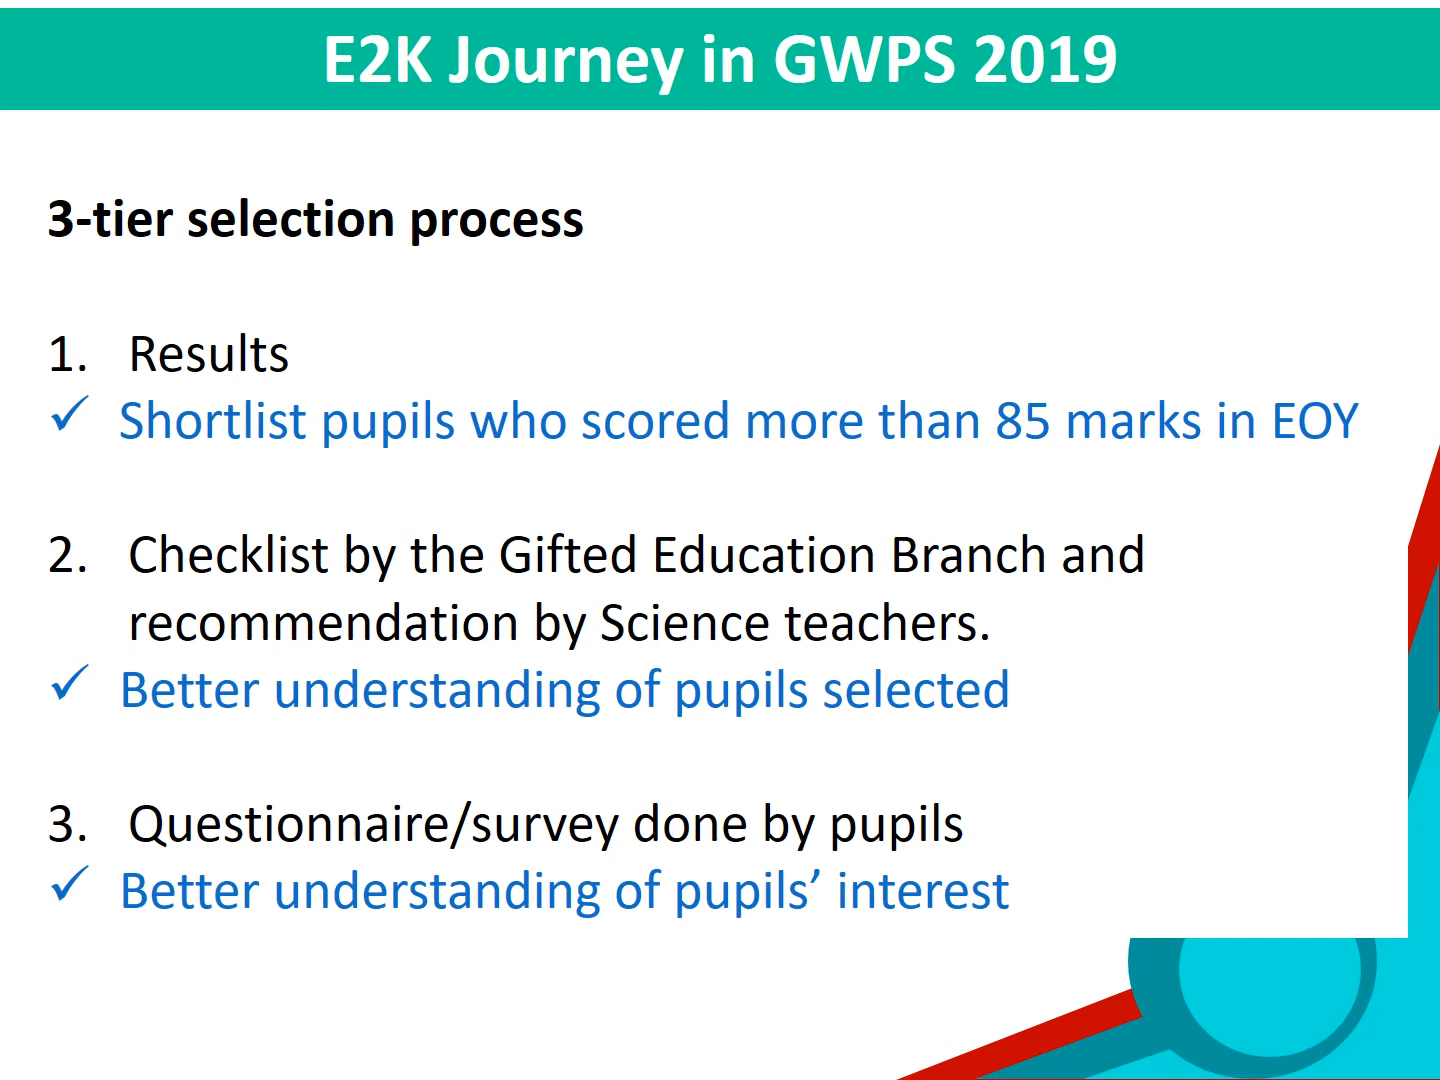 E2K Journey in GWPS 2019
3-tier selection process
1. Results
✓ Shortlist pupils who scored more than 85 marks in EOY
2. Checklist by the Gifted Education Branch and
recommendation by Science teachers.
✓ Better understanding of pupils selected
3. Questionnaire/survey done by pupils
✓ Better understanding of pupils’ interest